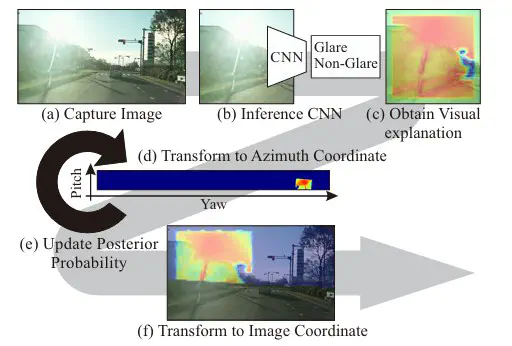 CNN
Glare
Non-Glare
(a) Capture Image
(b) Inference CNN
(c) Obtain Visual
explanation
(d) Transform to Azimuth Coordinate
Pitch
Yaw
(e) Update Posterior
Probability
(f) Transform to Image Coordinate